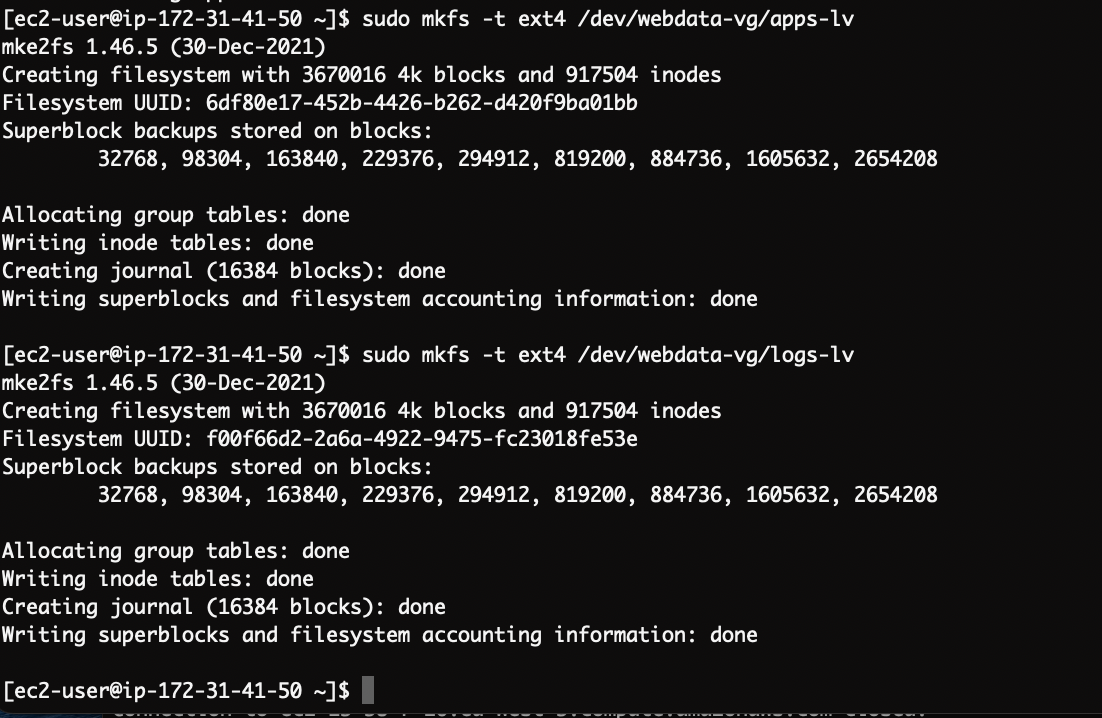 [ec2-user@ip-172-31-41-50 ~]$ sudo mkfs -t ext4 /dev/webdata-vg/apps-lv
mke2fs 1.46.5 (30-Dec-2021)
Creating filesystem with 3670016 4k blocks and 917504 inodes
Filesystem UUID: 6df80e17-452b-4426-b262-d420f9ba01bb
Superblock backups stored on blocks:
        32768, 98304, 163840, 229376, 294912, 819200, 884736, 1605632, 2654208

Allocating group tables: done
Writing inode tables: done
Creating journal (16384 blocks): done
Writing superblocks and filesystem accounting information: done

[ec2-user@ip-172-31-41-50 ~]$ sudo mkfs -t ext4 /dev/webdata-vg/logs-lv
mke2fs 1.46.5 (30-Dec-2021)
Creating filesystem with 3670016 4k blocks and 917504 inodes
Filesystem UUID: f00f66d2-2a6a-4922-9475-fc23018fe53e
Superblock backups stored on blocks:
        32768, 98304, 163840, 229376, 294912, 819200, 884736, 1605632, 2654208

Allocating group tables: done
Writing inode tables: done
Creating journal (16384 blocks): done
Writing superblocks and filesystem accounting information: done

[ec2-user@ip-172-31-41-50 ~]$